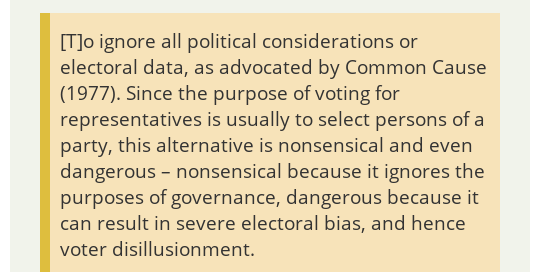 [T]o ignore all political considerations or
electoral data, as advocated by Common Cause
(1977). Since the purpose of voting for
representatives is usually to select persons of a
party, this alternative is nonsensical and even
dangerous – nonsensical because it ignores the
purposes of governance, dangerous because it
can result in severe electoral bias, and hence
voter disillusionment.